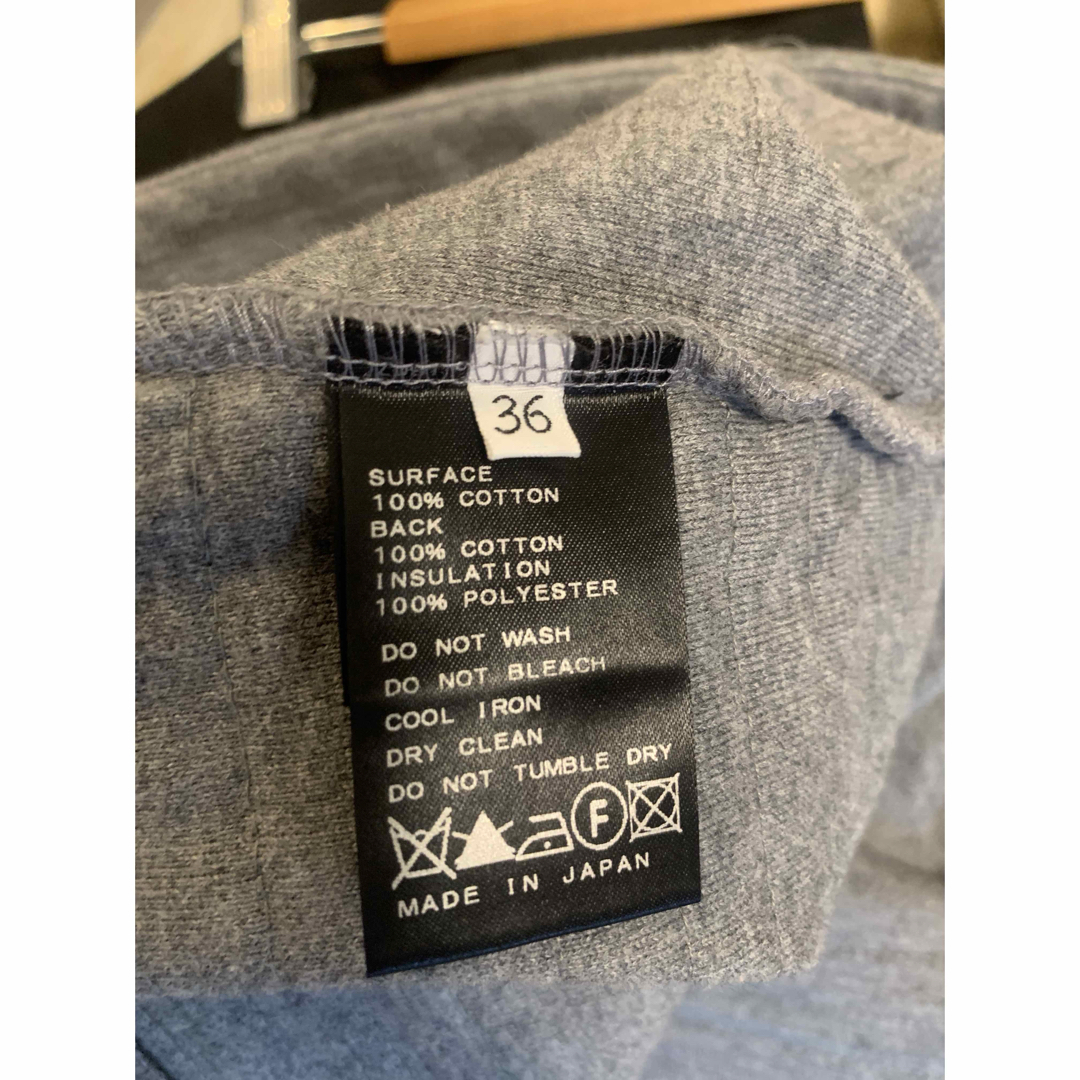 36
SURFACE
100% COTTON
BACK
100% COTTON
INSULATION
100% POLYESTER
DO NOT WASH
DO NOT BLEACH
COOL IRON
DRY CLEAN
DO NOT TUMBLE DRY
F
MADE IN JAPAN